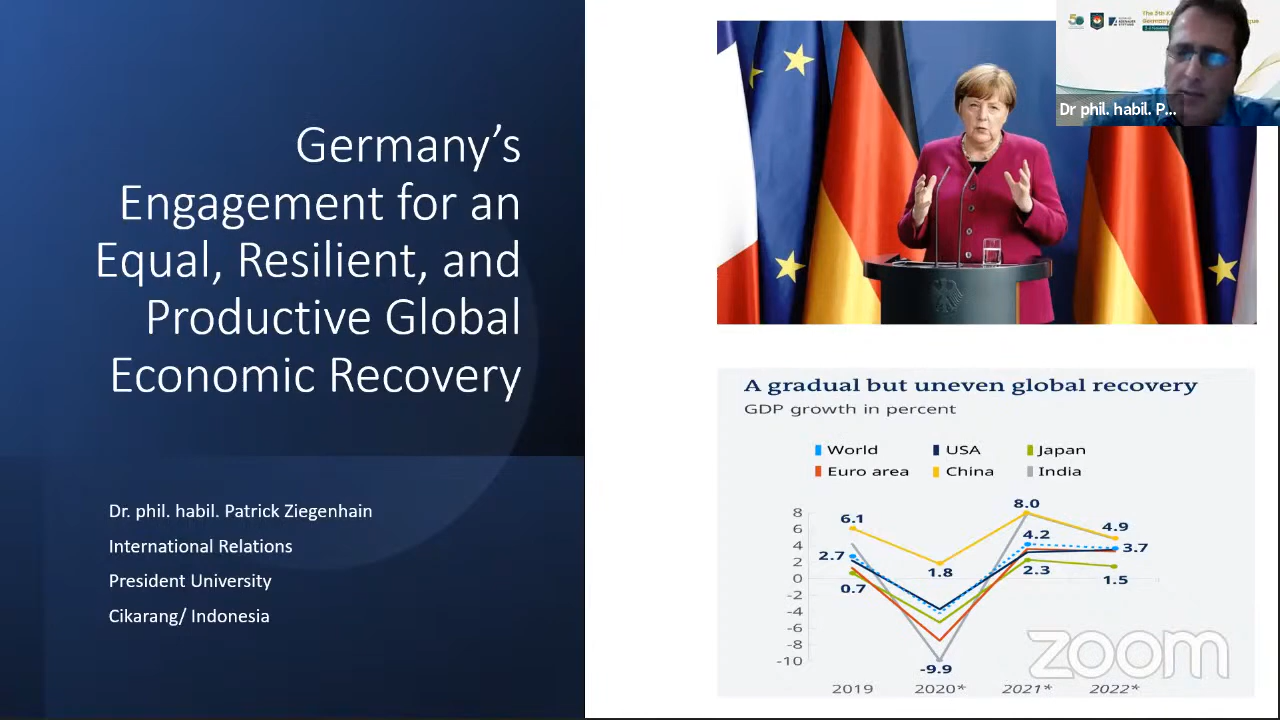 Germany's
Engagement for an
Equal, Resilient, and
Productive Global
Economic Recovery
Dr. phil. habil. Patrick Ziegenhain
International Relations
President University
Cikarang/ Indonesia
The 5th
Germany
50
Dr phil. habil. P...
A gradual but uneven global recovery
GDP growth in percent
World USA Japan
Euro area China India
8
6
4
2
0
-2
-4
-6
-8
-10
6.1
2.7
0.7
1.8
-9.9
8.0
4.2
2.3
4.9
3.7
1.5
2019 2020* 2021* 2022*
zoom